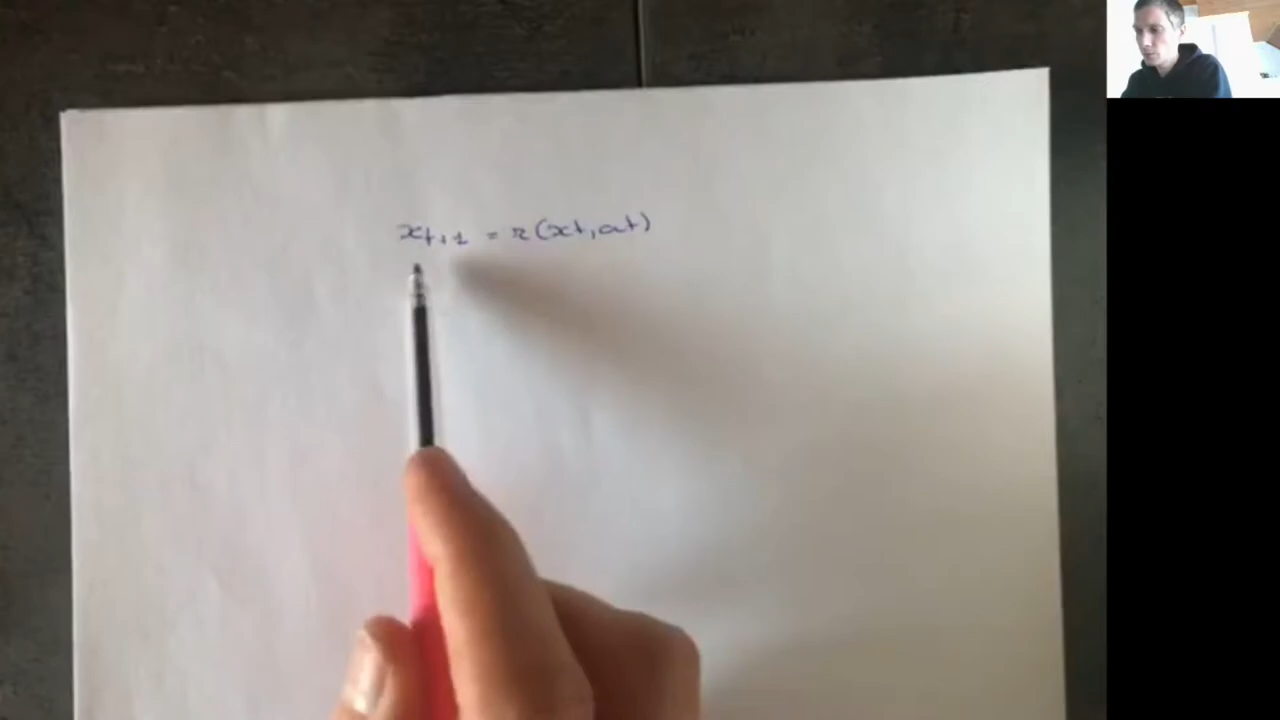 xt+1 = r(xt, at)